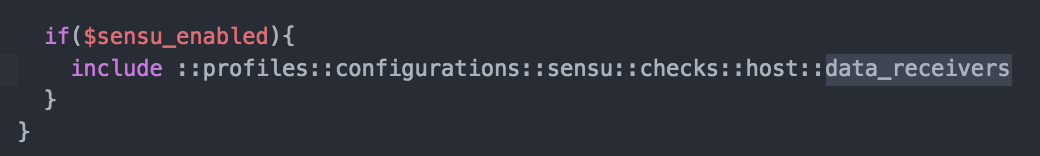 if($sensu_enabled){
include ::profiles::configurations::sensu::checks::host::data_receivers
}
}